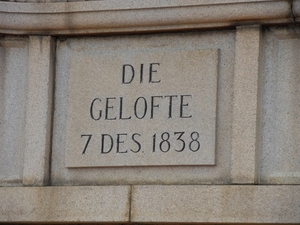 DIE
GELOFTE
7 DES. 1838